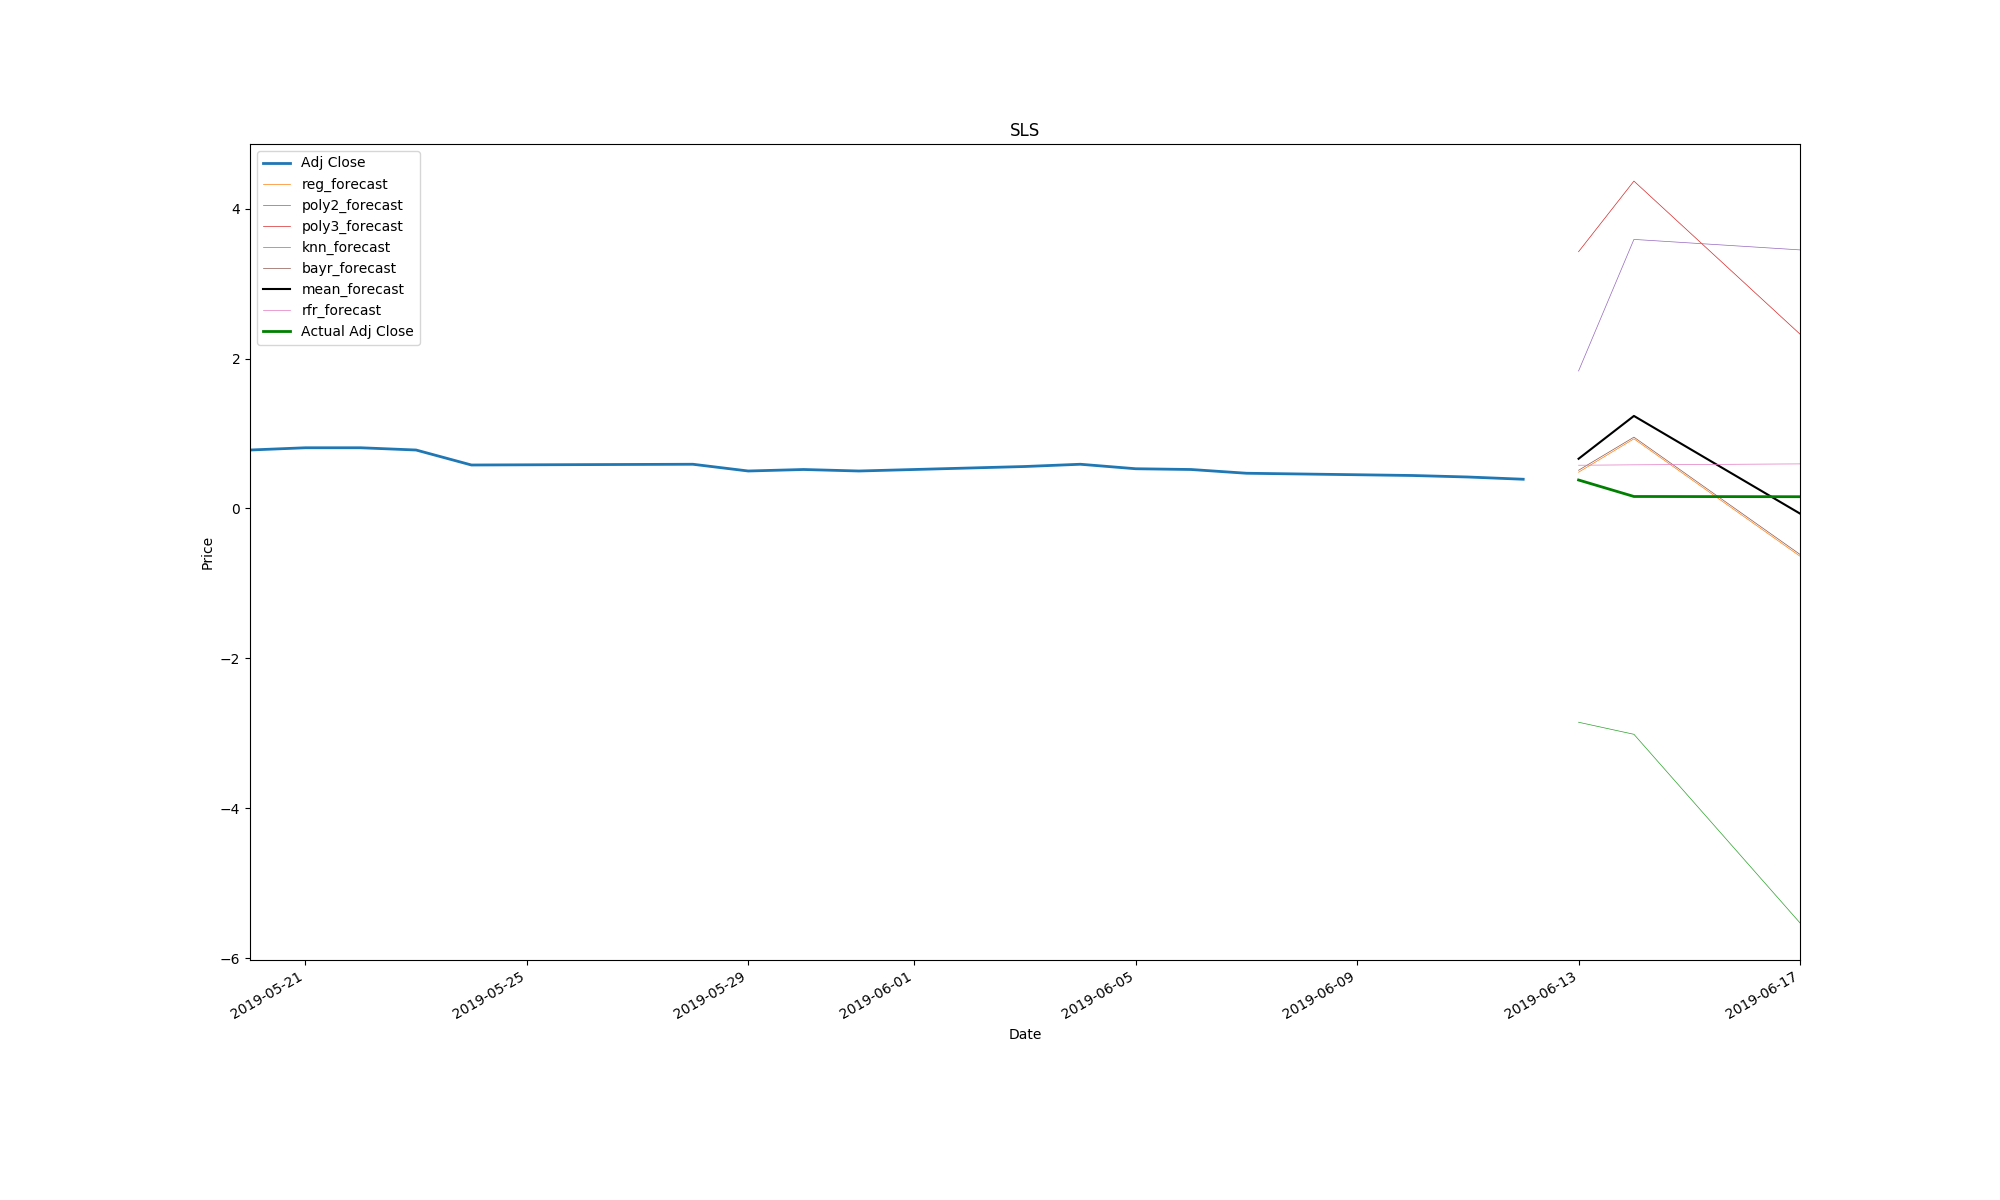 SLS
Adj Close
reg_forecast
poly2_forecast
poly3_forecast
knn_forecast
bayr_forecast
mean_forecast
rfr_forecast
Actual Adj Close
4
2
0
−2
−4
−6
Price
2019-05-21
2019-05-25
2019-05-29
2019-06-01
2019-06-05
2019-06-09
2019-06-13
2019-06-17
Date